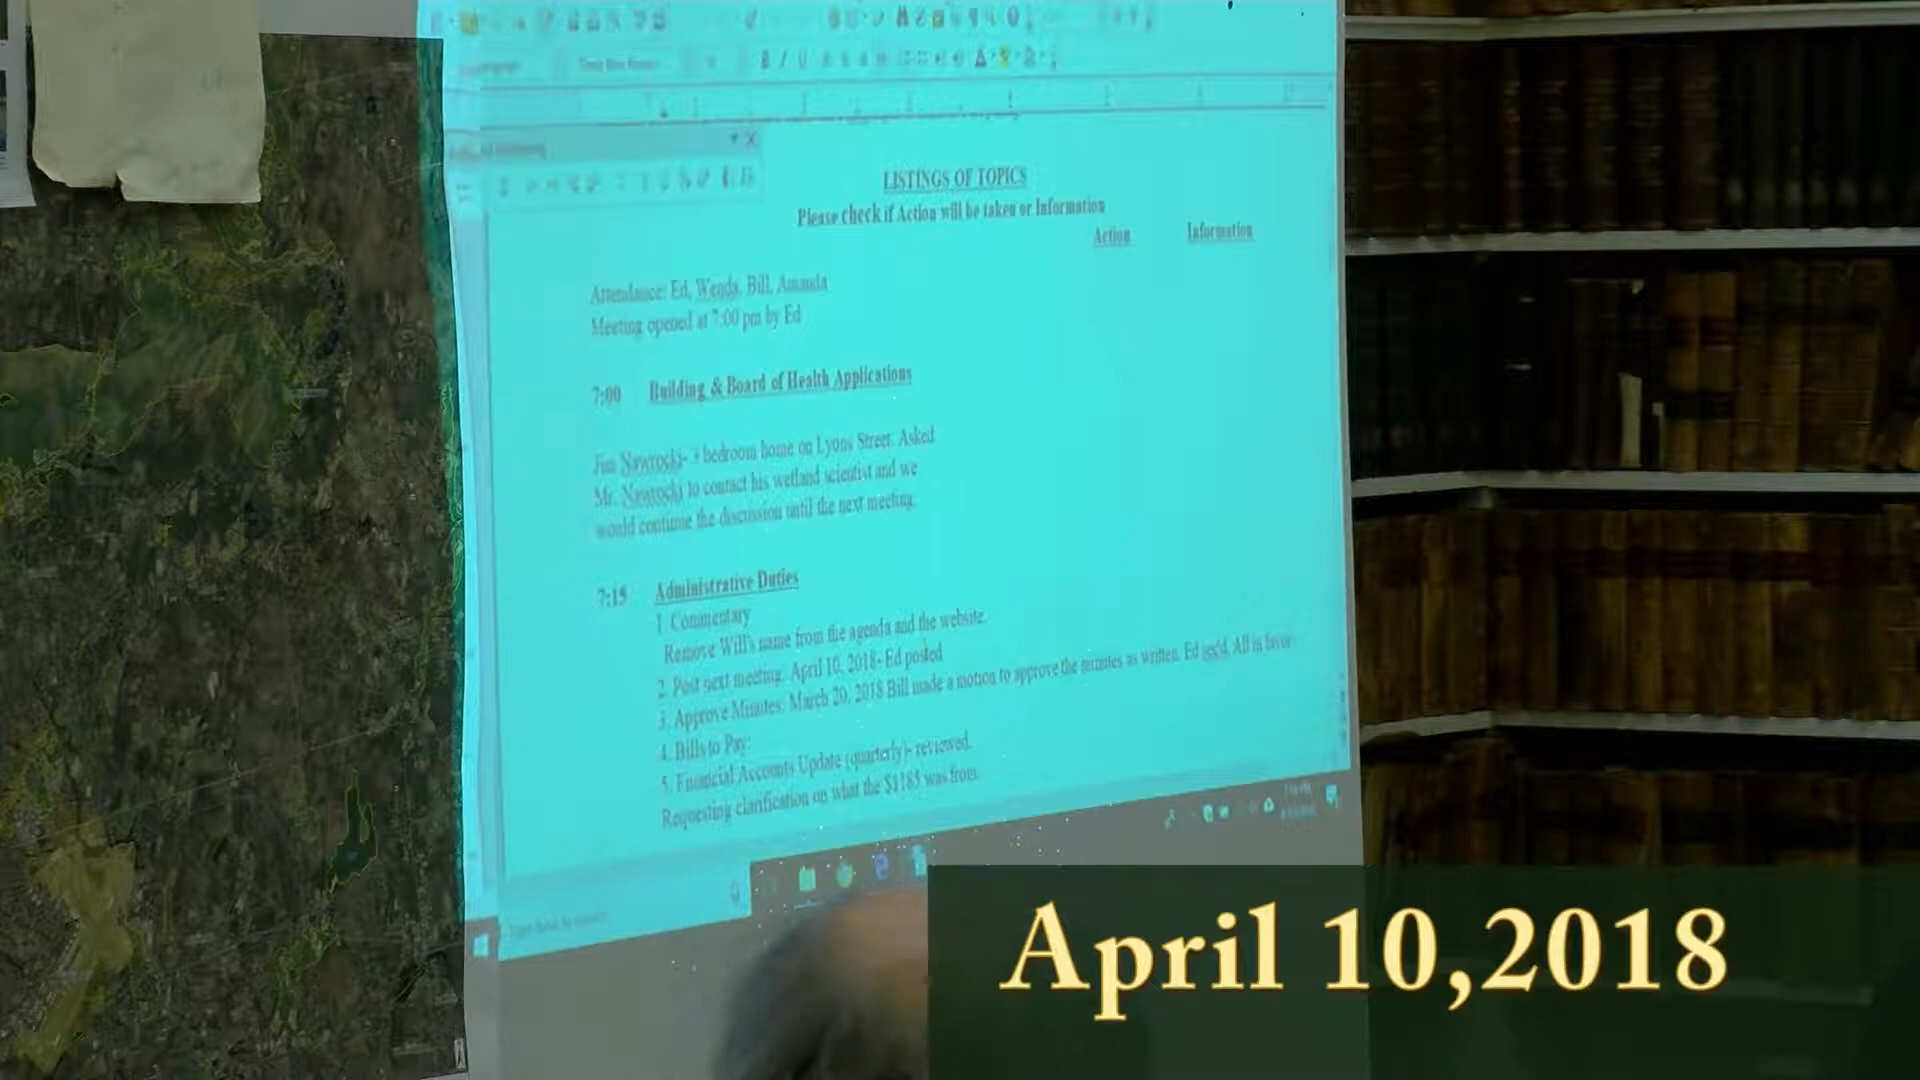 LISTINGS OF TOPICS
Please check if Action will be taken or Information
Action Information
Attendance: Ed, Wenda, Bill, Amanda
Meeting opened at 7:00 pm by Ed
7:00 Building & Board of Health Applications
Jim Nawrocki- 3 bedroom home on Lyons Street: Asked
Mr. Nawrocki to contact his wetland scientist and we
would continue the discussion until the next meeting.
7:15 Administrative Duties
1. Commentary
Remove Will's name from the agenda and the website.
2. Post next meeting: April 10, 2018- Ed posted
3. Approve Minutes: March 20, 2018 Bill made a motion to approve the minutes as written, Ed sec'd. All in favor
4. Bills to Pay:
5. Financial Accounts Update (quarterly)- reviewed.
Requesting clarification on what the $1185 was from.
April 10,2018